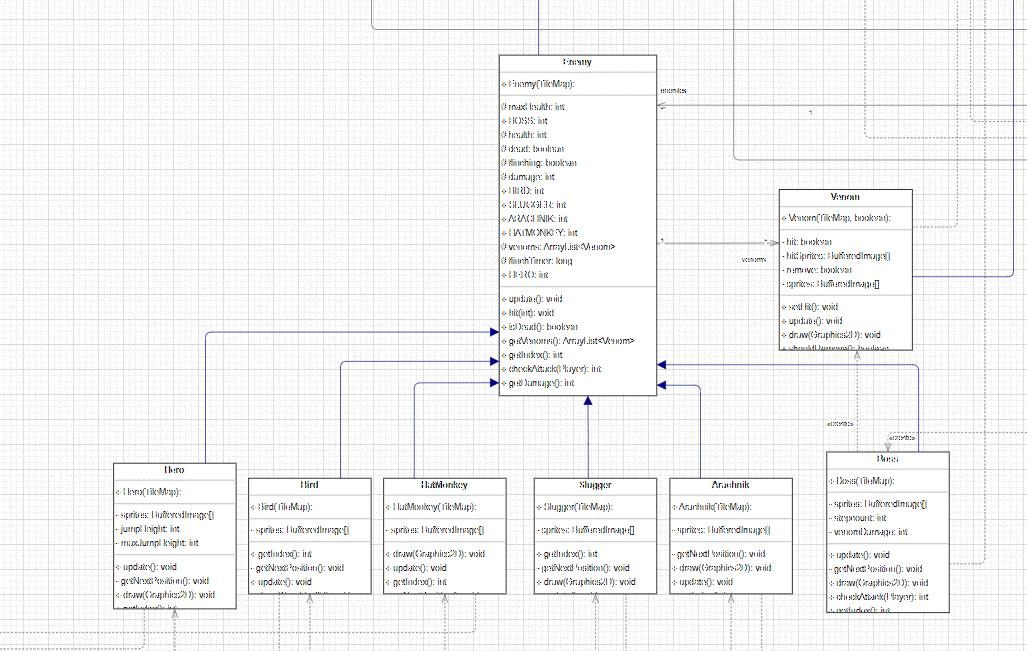 Enemy
+ Enemy(TileMap):
# maxHealth: int
+ BOSS: int
# health: int
# dead: boolean
# flinching: boolean
# damage: int
+ BIRD: int
+ SLUGGER: int
+ ARACHNIK: int
+ HATMONKEY: int
# venoms: ArrayList<Venom>
# flinchTimer: long
+ HERO: int
+ update(): void
+ hit(int): void
+ isDead(): boolean
+ getVenoms(): ArrayList<Venom>
+ getIndex(): int
+ checkAttack(Player): int
+ getDamage(): int
enemies
1
1
*
venoms
Venom
+ Venom(TileMap, boolean):
- hit: boolean
- hitSprites: BufferedImage[]
- remove: boolean
- sprites: BufferedImage[]
+ setHit(): void
+ update(): void
+ draw(Graphics2D): void
+ shouldRemove(): boolean
«create»
«create»
Hero
+ Hero(TileMap):
- sprites: BufferedImage[]
- jumpHeight: int
- maxJumpHeight: int
+ update(): void
- getNextPosition(): void
+ draw(Graphics2D): void
+ getIndex(): int
Bird
+ Bird(TileMap):
- sprites: BufferedImage[]
+ getIndex(): int
- getNextPosition(): void
+ update(): void
HatMonkey
+ HatMonkey(TileMap):
- sprites: BufferedImage[]
+ draw(Graphics2D): void
+ update(): void
+ getIndex(): int
Slugger
+ Slugger(TileMap):
- sprites: BufferedImage[]
+ getIndex(): int
- getNextPosition(): void
+ draw(Graphics2D): void
Arachnik
+ Arachnik(TileMap):
- sprites: BufferedImage[]
- getNextPosition(): void
+ draw(Graphics2D): void
+ update(): void
Boss
+ Boss(TileMap):
- sprites: BufferedImage[]
- stepcount: int
- venomDamage: int
+ update(): void
- getNextPosition(): void
+ draw(Graphics2D): void
+ checkAttack(Player): int
+ getIndex(): int